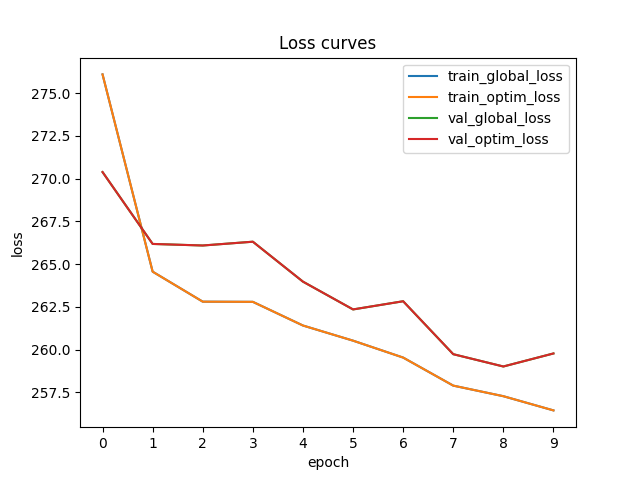 Loss curves
train_global_loss
train_optim_loss
val_global_loss
val_optim_loss
275.0
272.5
270.0
267.5
265.0
262.5
260.0
257.5
loss
0 1 2 3 4 5 6 7 8 9
epoch